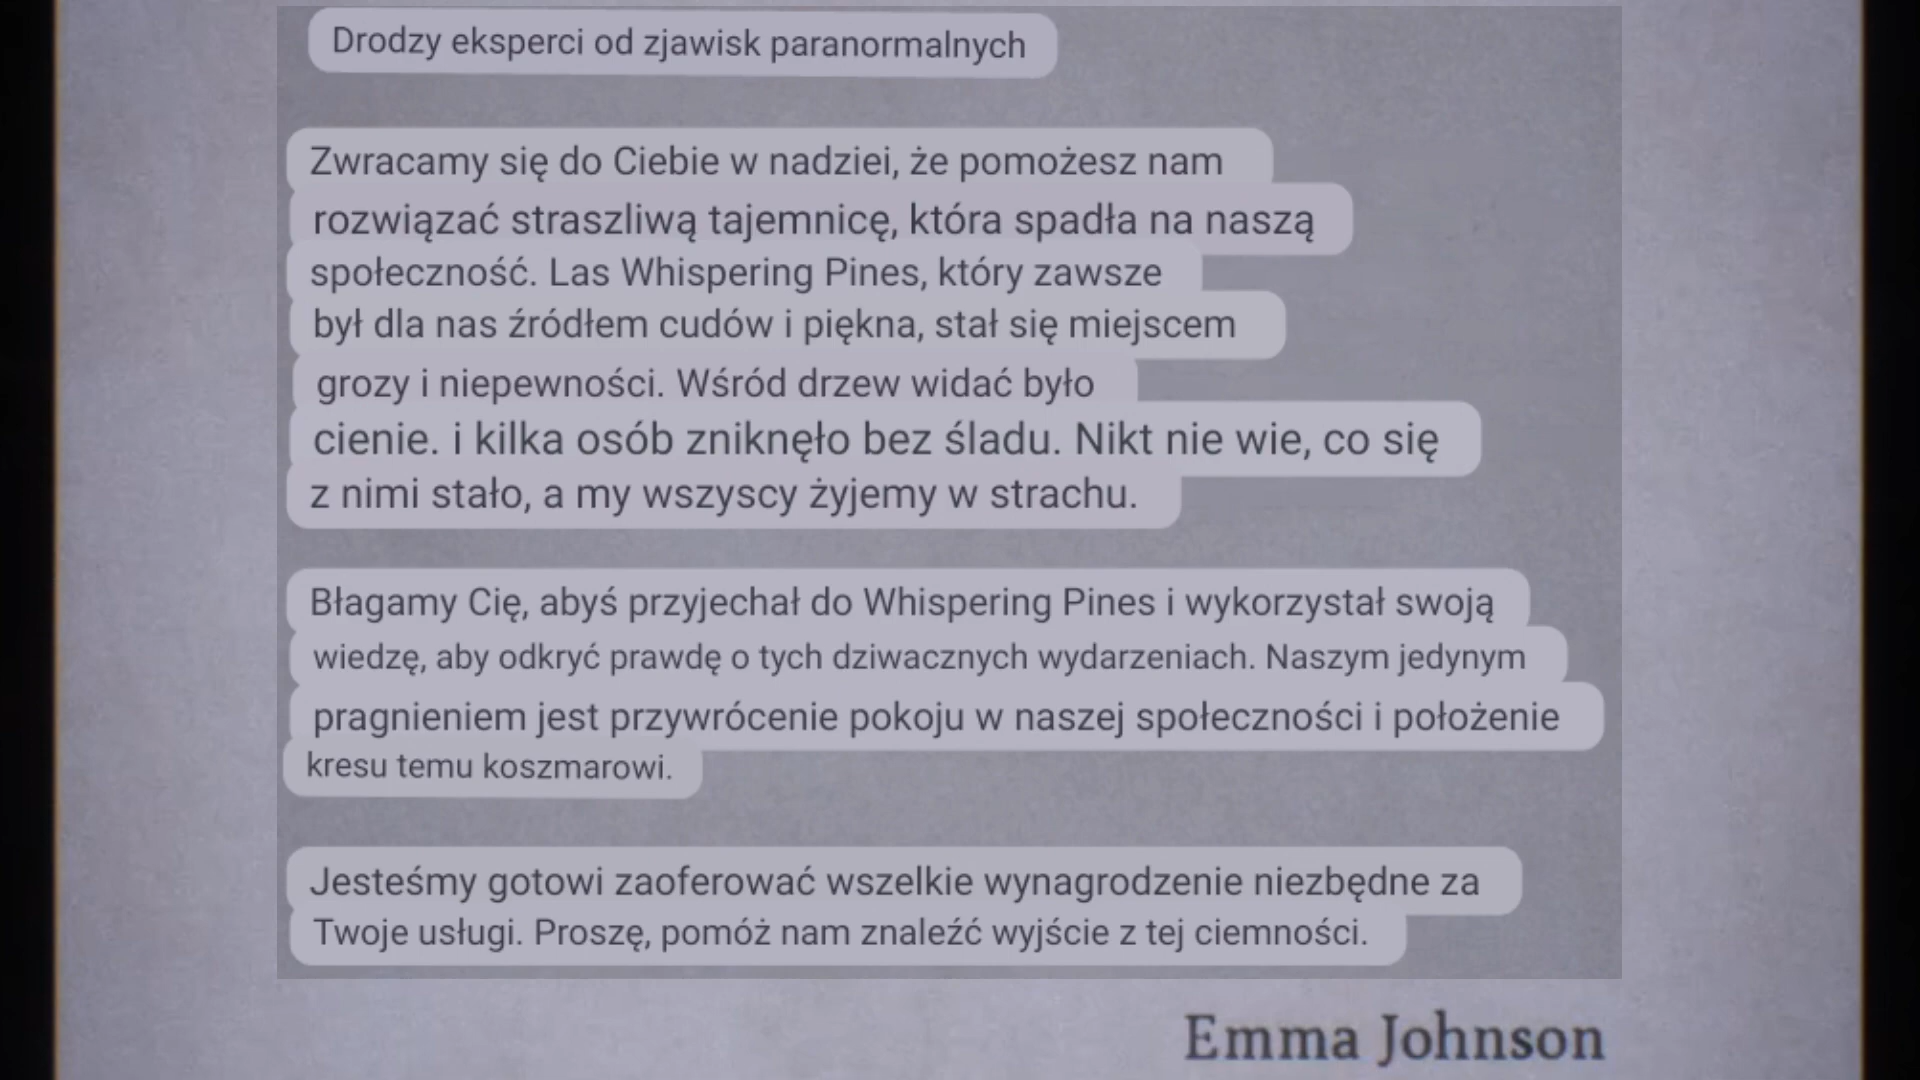 Drodzy eksperci od zjawisk paranormalnych
Zwracamy się do Ciebie w nadziei, że pomożesz nam
rozwiązać straszliwą tajemnicę, która spadła na naszą
społeczność. Las Whispering Pines, który zawsze
był dla nas źródłem cudów i piękna, stał się miejscem
grozy i niepewności. Wśród drzew widać było
cienie. i kilka osób zniknęło bez śladu. Nikt nie wie, co się
z nimi stało, a my wszyscy żyjemy w strachu.
Błagamy Cię, abyś przyjechał do Whispering Pines i wykorzystał swoją
wiedzę, aby odkryć prawdę o tych dziwacznych wydarzeniach. Naszym jedynym
pragnieniem jest przywrócenie pokoju w naszej społeczności i położenie
kresu temu koszmarowi.
Jesteśmy gotowi zaoferować wszelkie wynagrodzenie niezbędne za
Twoje usługi. Proszę, pomóż nam znaleźć wyjście z tej ciemności.
Emma Johnson